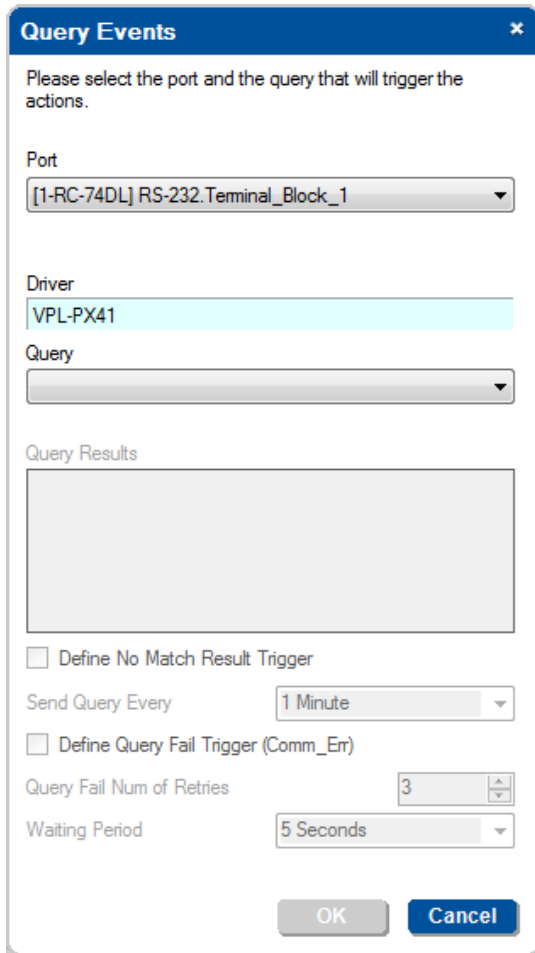 Query Events
Please select the port and the query that will trigger the
actions.
Port
[1-RC-74DL] RS-232.Terminal_Block_1
Driver
VPL-PX41
Query
Query Results
Define No Match Result Trigger
Send Query Every 1 Minute
Define Query Fail Trigger (Comm_Err)
Query Fail Num of Retries 3
Waiting Period 5 Seconds
OK Cancel